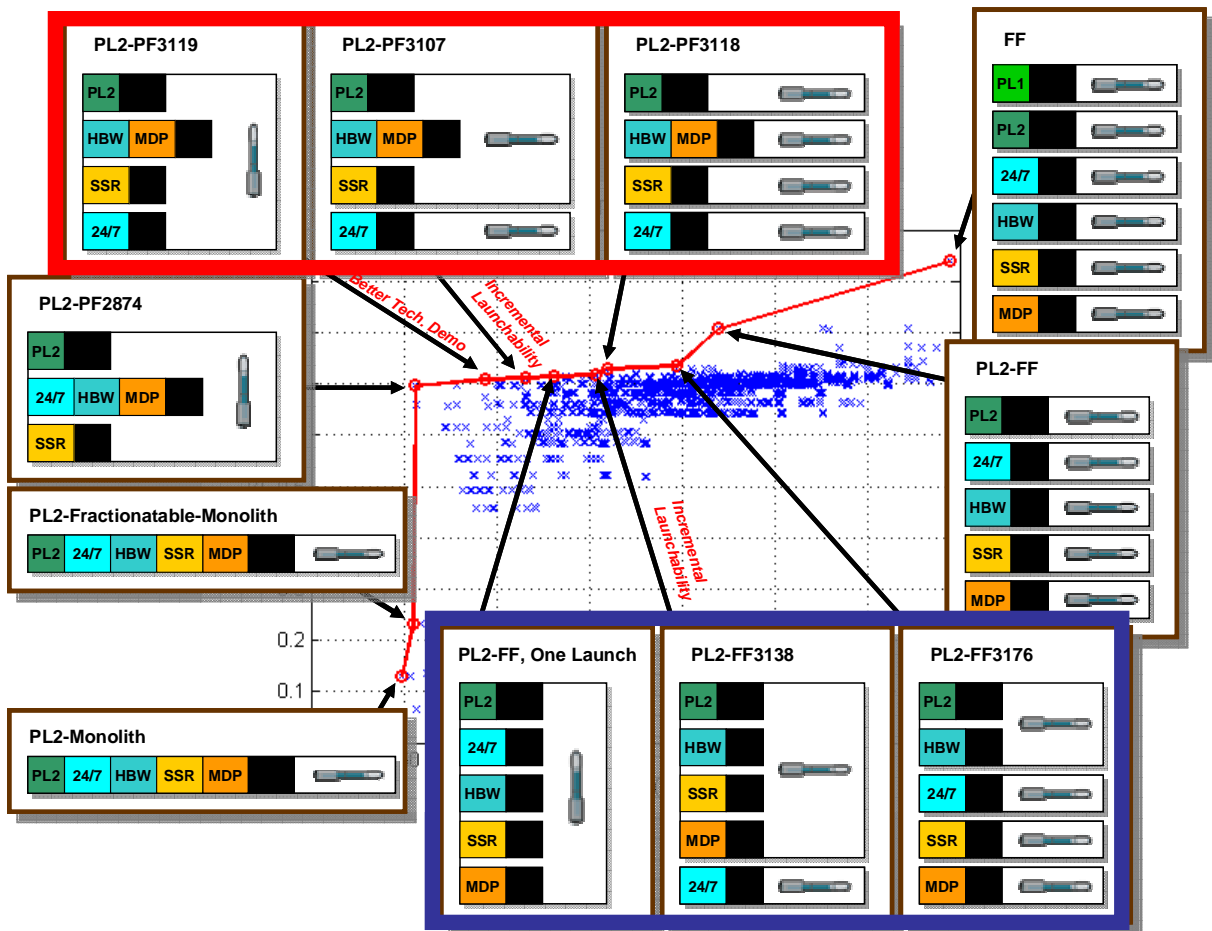 PL2-PF3119
PL2
HBW MDP
SSR
24/7
PL2-PF3107
PL2
HBW MDP
SSR
24/7
PL2-PF3118
PL2
HBW MDP
SSR
24/7
FF
PL1
PL2
24/7
HBW
SSR
MDP
Better Tech. Demo
Incremental
Launchability
PL2-PF2874
PL2
24/7 HBW MDP
SSR
PL2-FF
PL2
24/7
HBW
SSR
MDP
PL2-Fractionatable-Monolith
PL2 24/7 HBW SSR MDP
Incremental
Launchability
0.2
0.1
PL2-Monolith
PL2 24/7 HBW SSR MDP
PL2-FF, One Launch
PL2
24/7
HBW
SSR
MDP
PL2-FF3138
PL2
HBW
SSR
MDP
24/7
PL2-FF3176
PL2
HBW
24/7
SSR
MDP